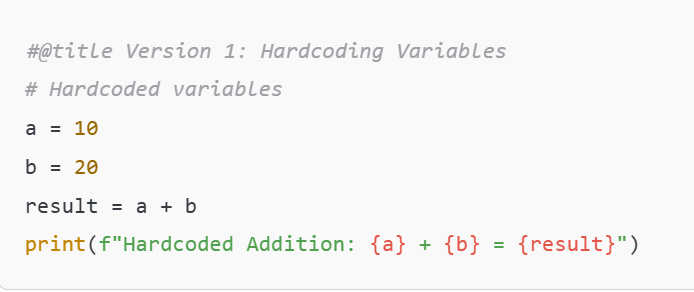 #@title Version 1: Hardcoding Variables
# Hardcoded variables
a = 10
b = 20
result = a + b
print(f"Hardcoded Addition: {a} + {b} = {result}")